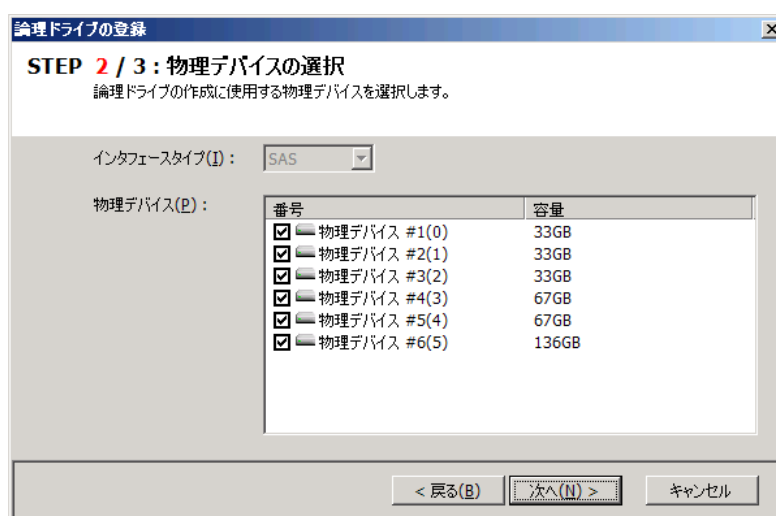 論理ドライブの登録
STEP 2 / 3 : 物理デバイスの選択
論理ドライブの作成に使用する物理デバイスを選択します。
インタフェースタイプ(I) : SAS
物理デバイス(P) :
番号 容量
物理デバイス #1(0) 33GB
物理デバイス #2(1) 33GB
物理デバイス #3(2) 33GB
物理デバイス #4(3) 67GB
物理デバイス #5(4) 67GB
物理デバイス #6(5) 136GB
< 戻る(B) 次へ(N) > キャンセル